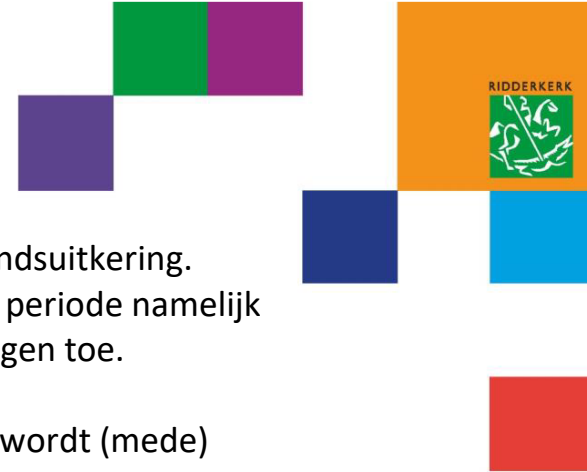 RIDDERKERK
ndsuitkering.
periode namelijk
gen toe.
wordt (mede)